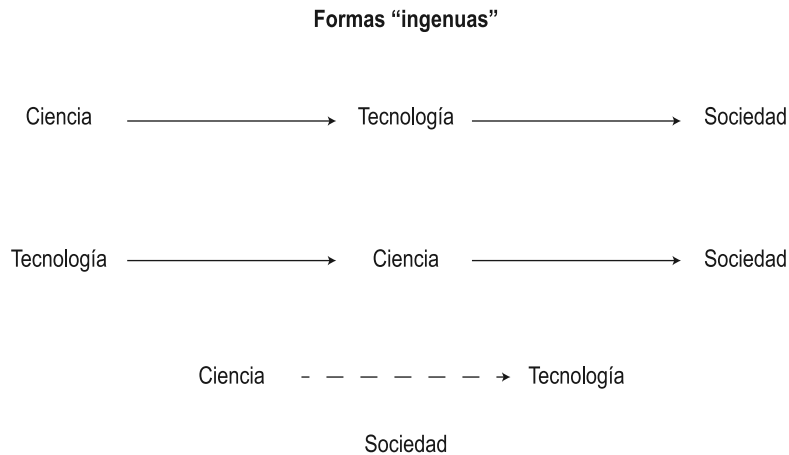 Formas “ingenuas”
Ciencia Tecnología Sociedad
Tecnología Ciencia Sociedad
Ciencia Tecnología
Sociedad